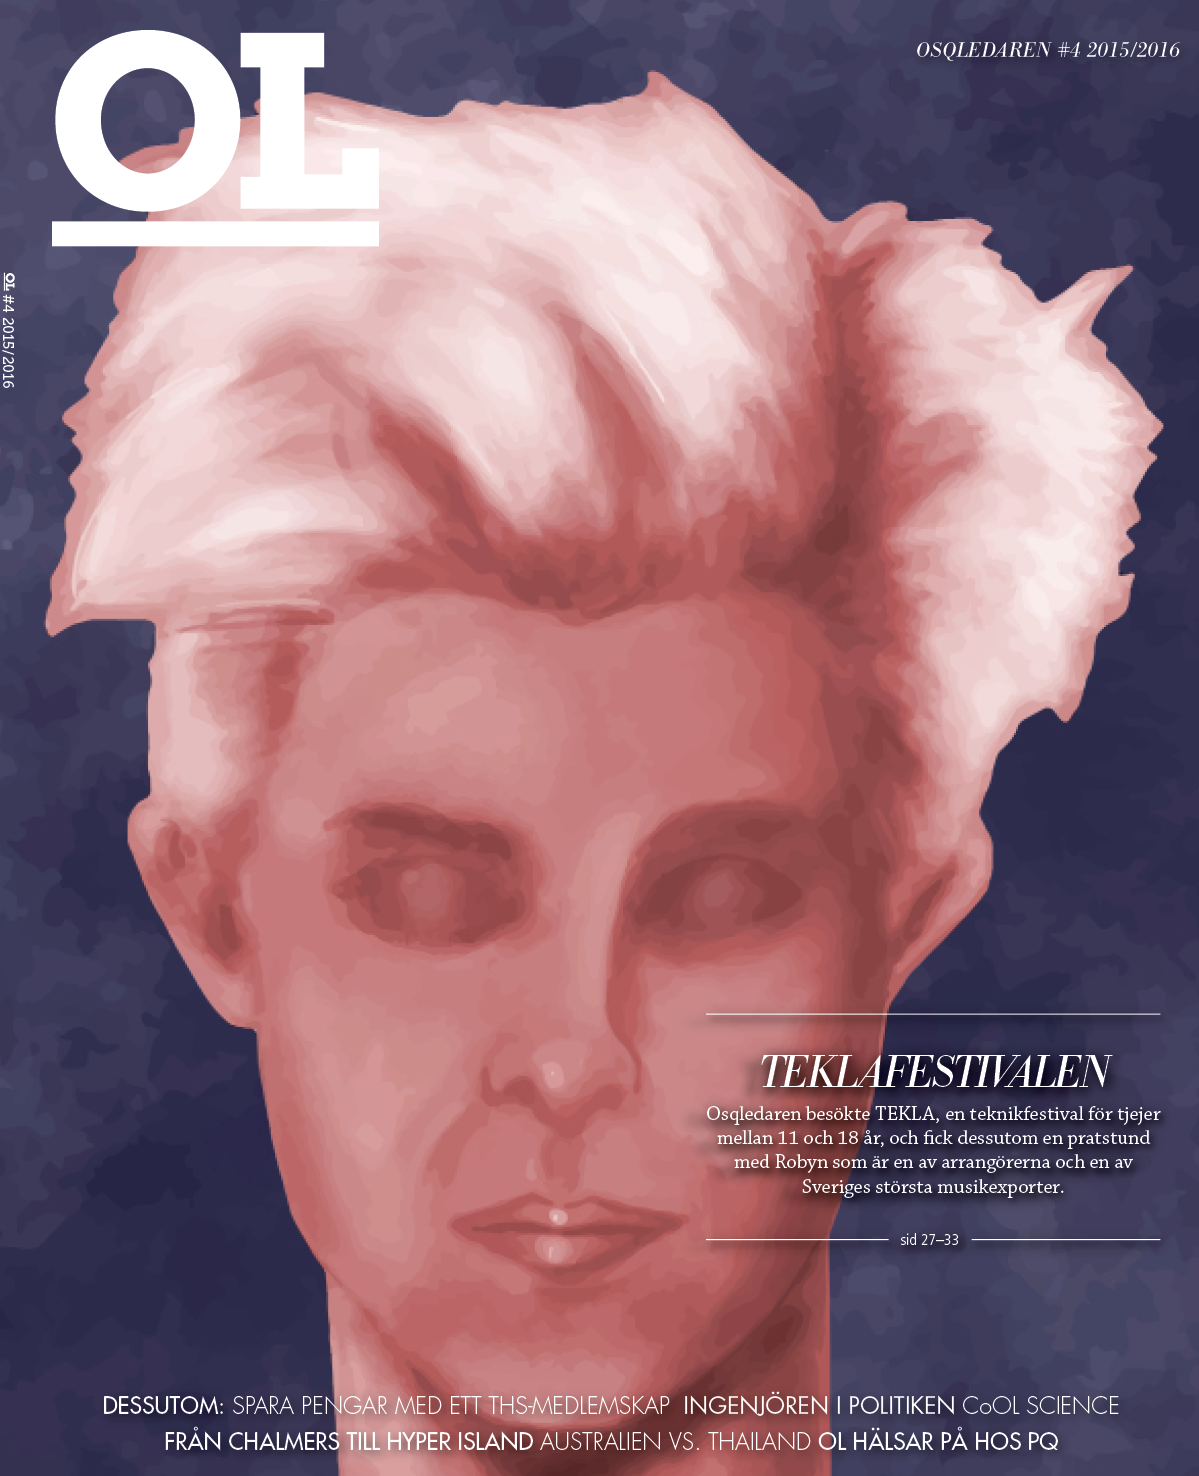 OL
OSQLEDAREN #4 2015/2016
OL #4 2015/2016
TEKLAFESTIVALEN
Osqledaren besökte TEKLA, en teknikfestival för tjejer
mellan 11 och 18 år, och fick dessutom en pratstund
med Robyn som är en av arrangörerna och en av
Sveriges största musikexporter.
sid 27–33
DESSUTOM: SPARA PENGAR MED ETT THS-MEDLEMSKAP INGENJÖREN I POLITIKEN CoOL SCIENCE
FRÅN CHALMERS TILL HYPER ISLAND AUSTRALIEN VS. THAILAND OL HÄLSAR PÅ HOS PQ